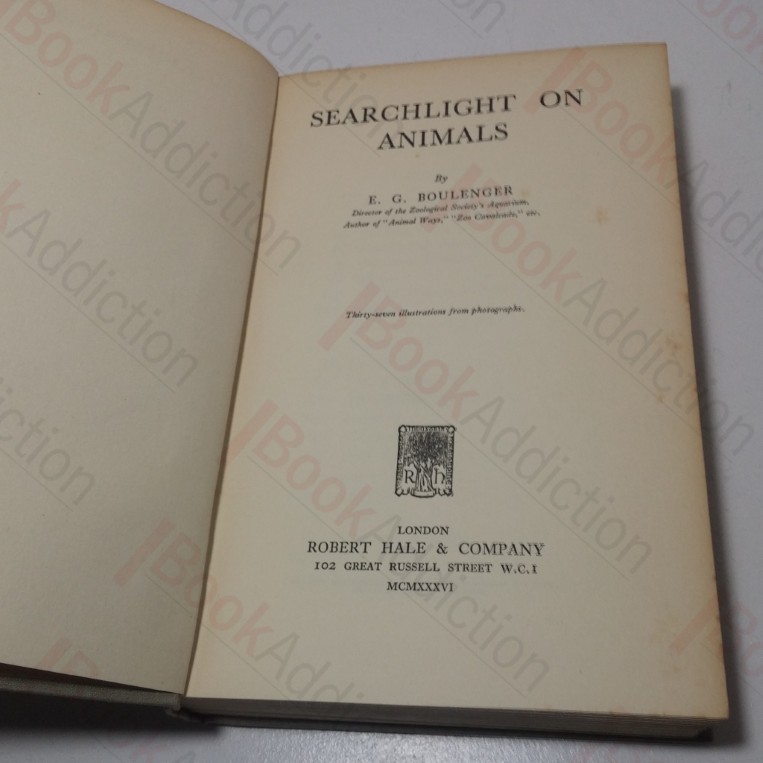 SEARCHLIGHT ON
ANIMALS
By
E. G. BOULENGER
Director of the Zoological Society's Aquarium,
Author of "Animal Ways," "Zoo Cavalcade," etc.
Thirty-seven illustrations from photographs.
R H
LONDON
ROBERT HALE & COMPANY
102 GREAT RUSSELL STREET W.C.1
MCMXXXVI
BookAddiction